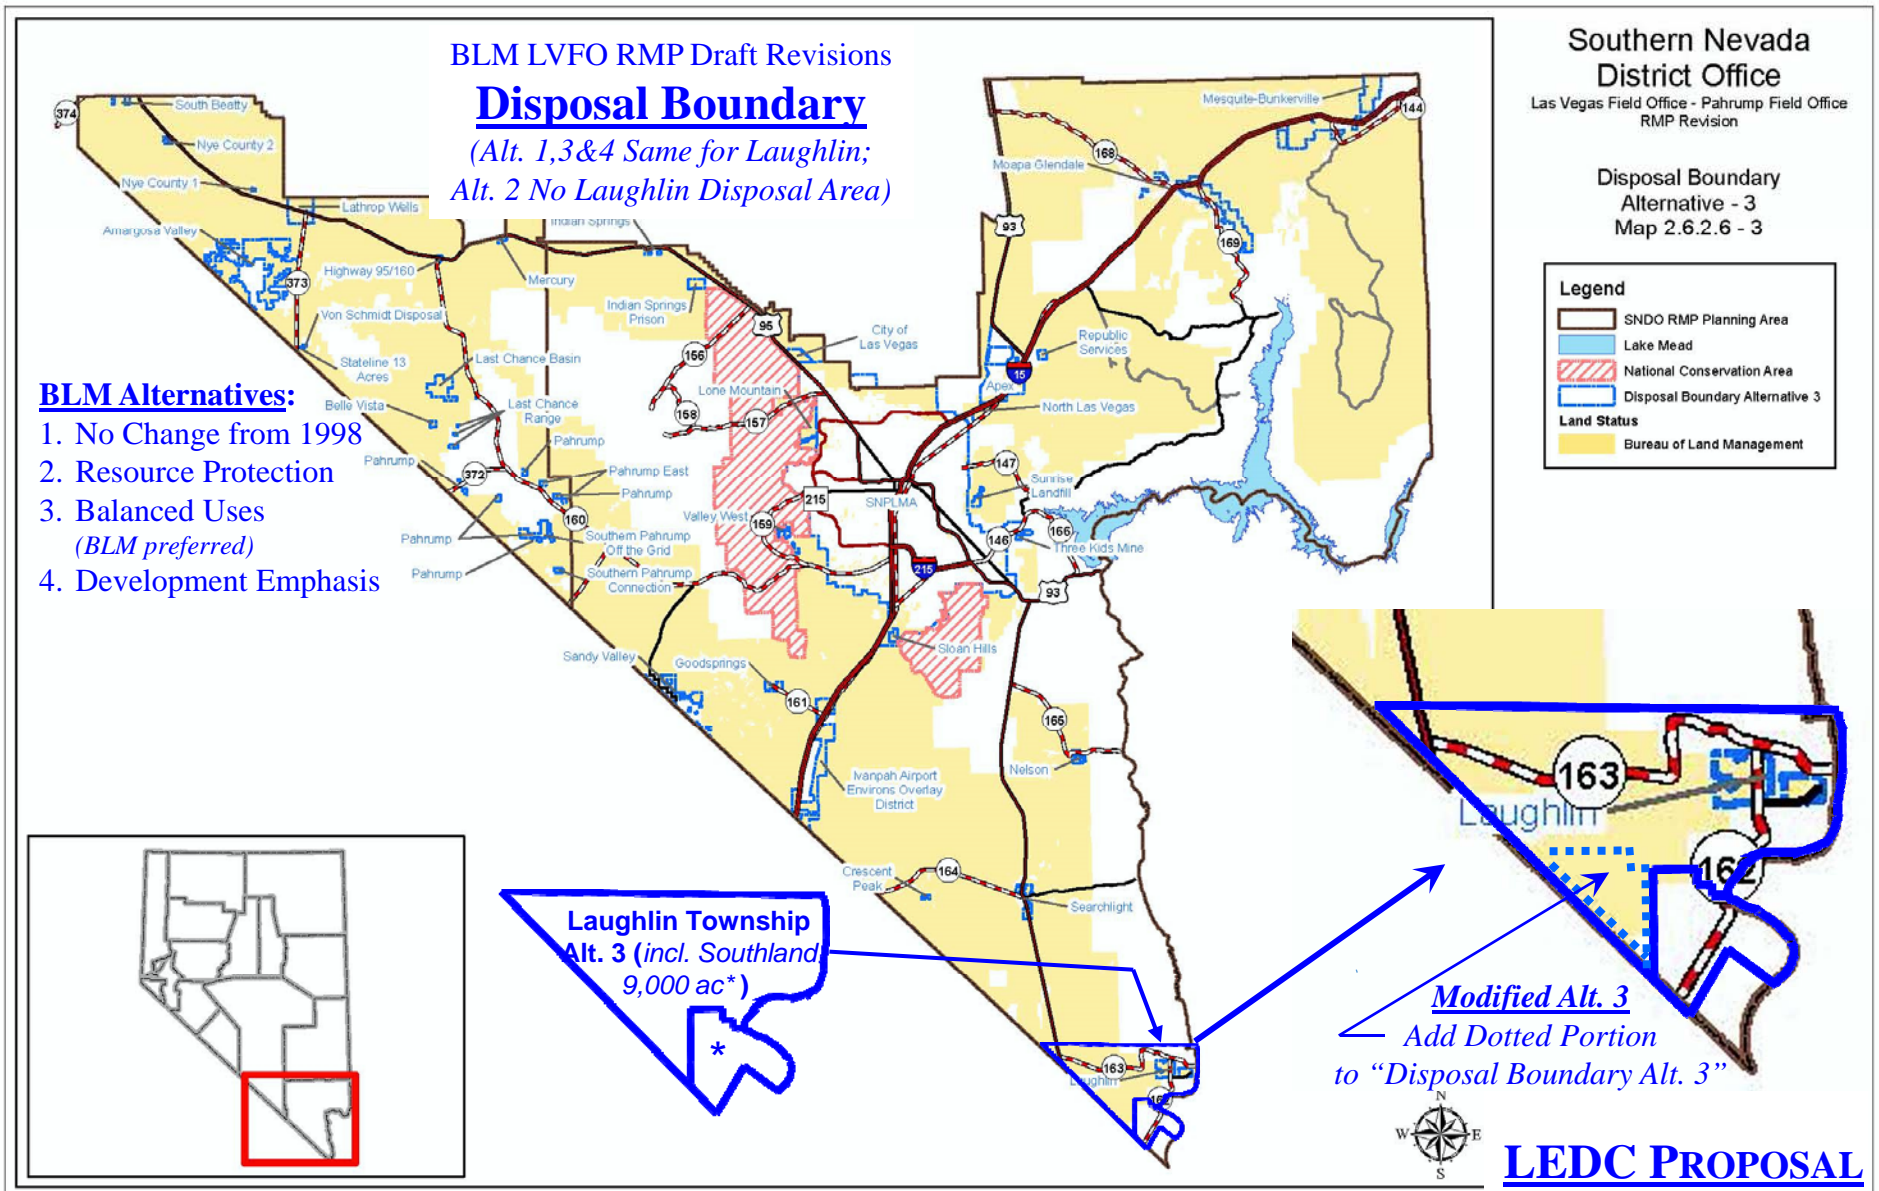 BLM LVFO RMP Draft Revisions
Disposal Boundary
(Alt. 1,3&4 Same for Laughlin;
Alt. 2 No Laughlin Disposal Area)
Southern Nevada
District Office
Las Vegas Field Office - Pahrump Field Office
RMP Revision
Disposal Boundary
Alternative - 3
Map 2.6.2.6 - 3
Legend
SNDO RMP Planning Area
Lake Mead
National Conservation Area
Disposal Boundary Alternative 3
Land Status
Bureau of Land Management
BLM Alternatives:
1. No Change from 1998
2. Resource Protection
3. Balanced Uses
(BLM preferred)
4. Development Emphasis
374
South Beatty
Nye County 2
Nye County 1
Lathrop Wells
Amargosa Valley
373
Highway 95/160
Mercury
Indian Springs
Indian Springs
Prison
Von Schmidt Disposal
Stateline 13
Acres
Last Chance Basin
Belle Vista
Last Chance
Range
Pahrump
Pahrump
372
Pahrump East
Pahrump
160
Pahrump
Southern Pahrump
Off the Grid
Pahrump
Southern Pahrump
Connection
95
156
158
157
Lone Mountain
City of
Las Vegas
Valley West
159
215
SNPLMA
215
93
168
Moapa Glendale
Mesquite-Bunkerville
144
169
Republic
Services
15
Apex
North Las Vegas
147
Sunrise
Landfill
146
166
Three Kids Mine
93
Sandy Valley
Goodsprings
161
Sloan Hills
Ivanpah Airport
Environs Overlay
District
165
Nelson
Crescent
Peak
164
Searchlight
163
Laughlin
162
Laughlin Township
Alt. 3 (incl. Southland,
9,000 ac*)
*
163
Laughlin
162
Modified Alt. 3
Add Dotted Portion
to “Disposal Boundary Alt. 3”
N
W E
S
LEDC PROPOSAL